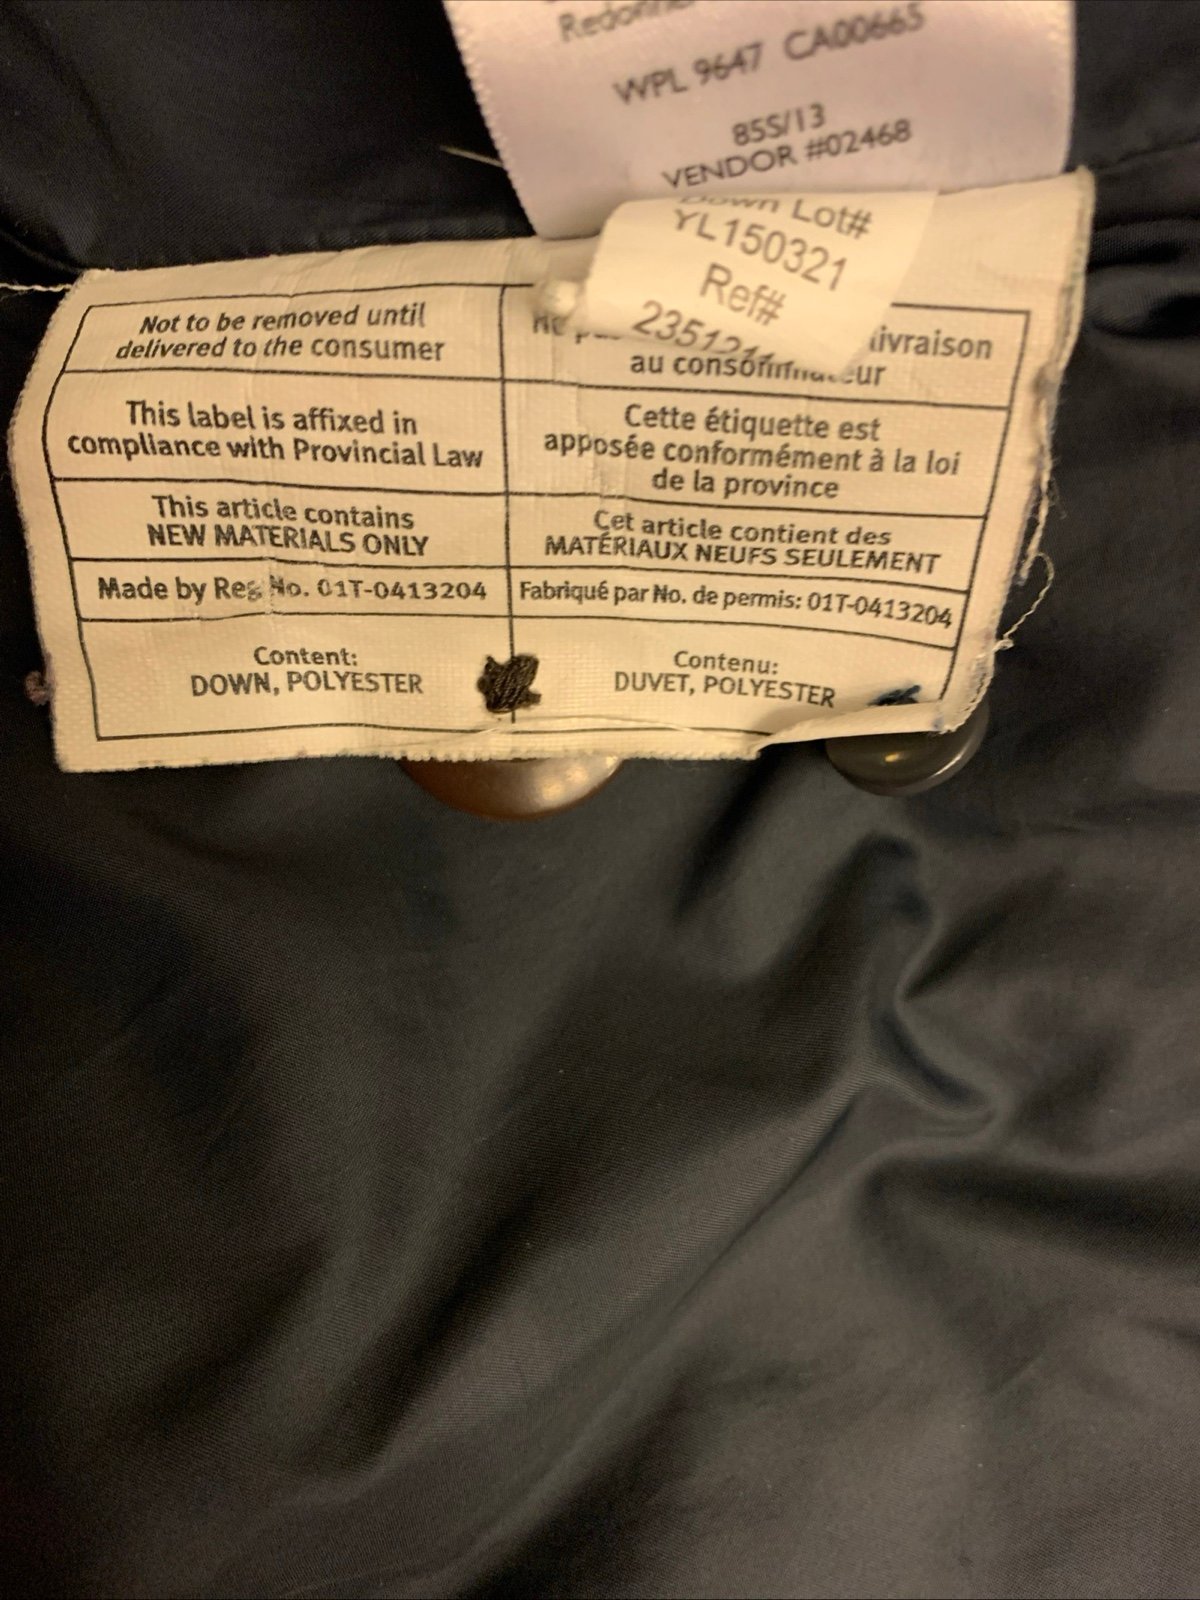 WPL 9647 CA00665
85S/13
VENDOR #02468
Down Lot#
YL150321
Ref#
Not to be removed until
delivered to the consumer
livraison
au
This label is affixed in
compliance with Provincial Law
Cette étiquette est
apposée conformément à la loi
de la province
This article contains
NEW MATERIALS ONLY
Cet article contient des
MATÉRIAUX NEUFS SEULEMENT
Made by Reg No. 01T-0413204
Fabriqué par No. de permis: 01T-0413204
Content:
DOWN, POLYESTER
Contenu:
DUVET, POLYESTER